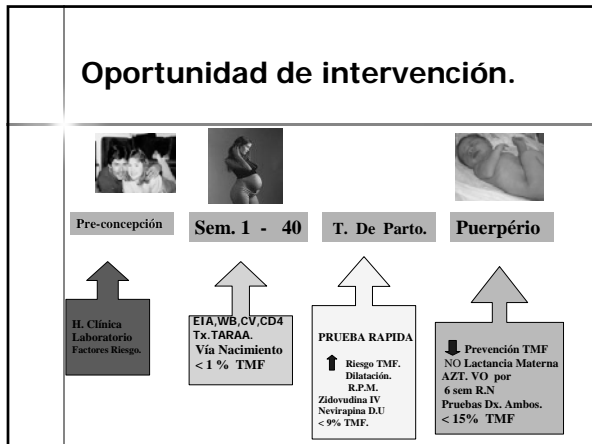 Oportunidad de intervención.
Pre-concepción
Sem. 1 - 40
T. De Parto.
Puerpério
H. Clínica
Laboratorio
Factores Riesgo.
EIA,WB,CV,CD4
Tx.TARAA.
Vía Nacimiento
< 1 % TMF
PRUEBA RAPIDA
Riesgo TMF.
Dilatación.
R.P.M.
Zidovudina IV
Nevirapina D.U
< 9% TMF.
Prevención TMF
NO Lactancia Materna
AZT. VO por
6 sem R.N
Pruebas Dx. Ambos.
< 15% TMF